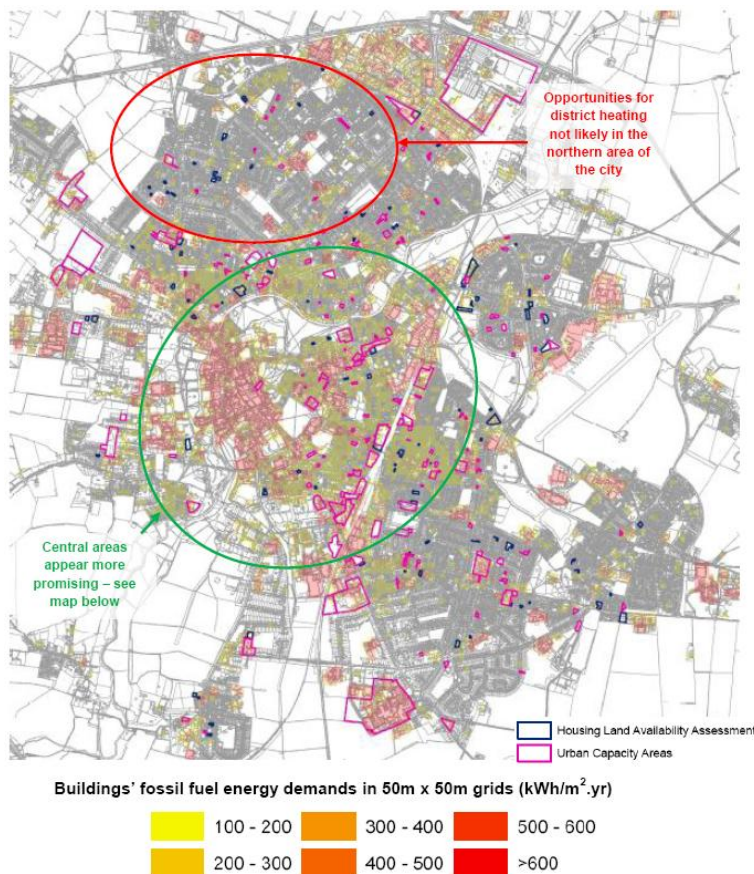 Opportunities for
district heating
not likely in the
northern area of
the city
Central areas
appear more
promising – see
map below
Housing Land Availability Assessment
Urban Capacity Areas
Buildings' fossil fuel energy demands in 50m x 50m grids (kWh/m².yr)
100 - 200
300 - 400
500 - 600
200 - 300
400 - 500
>600